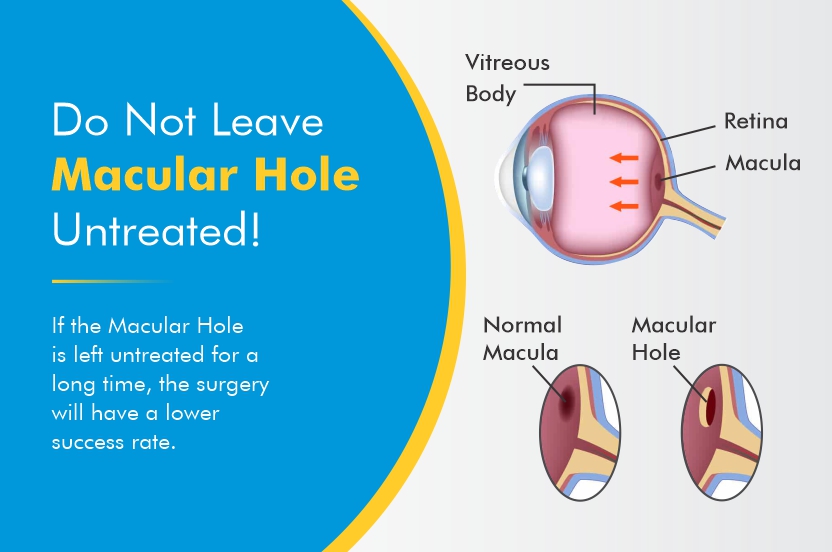 Do Not Leave
Macular Hole
Untreated!
If the Macular Hole
is left untreated for a
long time, the surgery
will have a lower
success rate.
Vitreous
Body
Retina
Macula
Normal
Macula
Macular
Hole